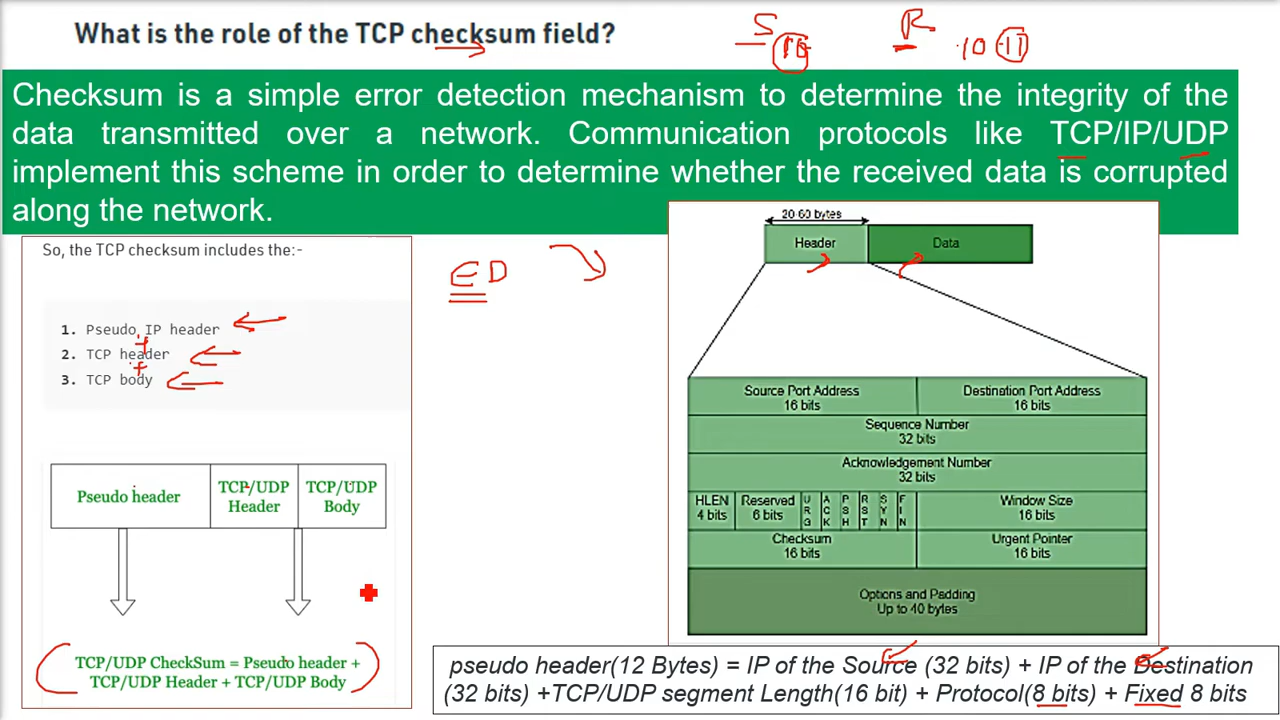 What is the role of the TCP checksum field?
S R
10 11
Checksum is a simple error detection mechanism to determine the integrity of the
data transmitted over a network. Communication protocols like TCP/IP/UDP
implement this scheme in order to determine whether the received data is corrupted
along the network.
So, the TCP checksum includes the:-
1. Pseudo IP header
+
2. TCP header
+
3. TCP body
ED
Pseudo header
TCP/UDP
Header
TCP/UDP
Body
TCP/UDP CheckSum = Pseudo header +
TCP/UDP Header + TCP/UDP Body
20-60 bytes
Header Data
Source Port Address
16 bits
Destination Port Address
16 bits
Sequence Number
32 bits
Acknowledgement Number
32 bits
HLEN
4 bits
Reserved
6 bits
URG
ACK
PSH
RST
SYN
FIN
Window Size
16 bits
Checksum
16 bits
Urgent Pointer
16 bits
Options and Padding
Up to 40 bytes
pseudo header(12 Bytes) = IP of the Source (32 bits) + IP of the Destination
(32 bits) +TCP/UDP segment Length(16 bit) + Protocol(8 bits) + Fixed 8 bits